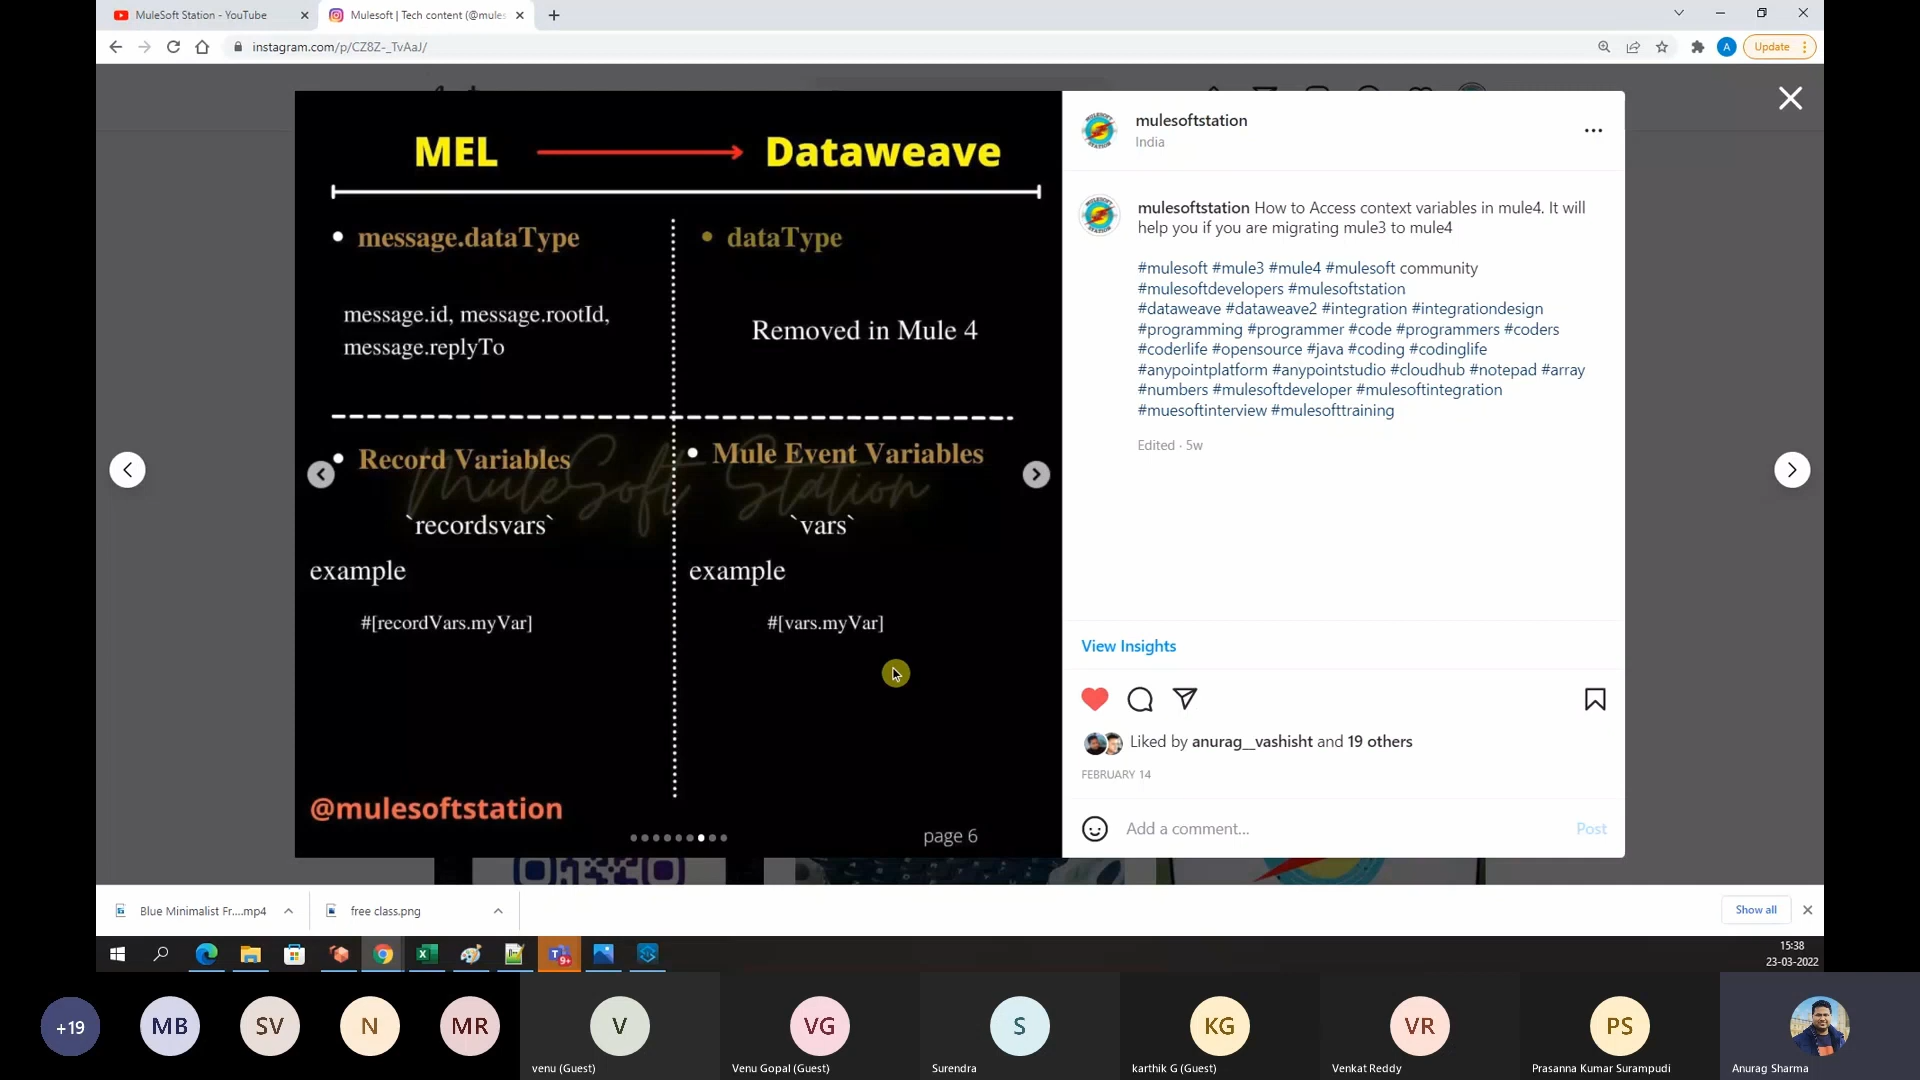 MuleSoft Station - YouTube
Mulesoft | Tech content (@mules
instagram.com/p/CZ8Z-_TvAaJ/
A
Update
MEL
Dataweave
message.dataType
dataType
message.id, message.rootId,
message.replyTo
Removed in Mule 4
Record Variables
Mule Event Variables
MuleSoft Station
`recordsvars`
`vars`
example
example
#[recordVars.myVar]
#[vars.myVar]
@mulesoftstation
page 6
mulesoftstation
India
mulesoftstation How to Access context variables in mule4. It will
help you if you are migrating mule3 to mule4
#mulesoft #mule3 #mule4 #mulesoft community
#mulesoftdevelopers #mulesoftstation
#dataweave #dataweave2 #integration #integrationdesign
#programming #programmer #code #programmers #coders
#coderlife #opensource #java #coding #codinglife
#anypointplatform #anypointstudio #cloudhub #notepad #array
#numbers #mulesoftdeveloper #mulesoftintegration
#muesoftinterview #mulesofttraining
Edited · 5w
View Insights
Liked by anurag__vashisht and 19 others
FEBRUARY 14
Add a comment...
Post
Blue Minimalist Fr....mp4
free class.png
Show all
9+
15:38
23-03-2022
+19
MB
SV
N
MR
V
venu (Guest)
VG
Venu Gopal (Guest)
S
Surendra
KG
karthik G (Guest)
VR
Venkat Reddy
PS
Prasanna Kumar Surampudi
Anurag Sharma